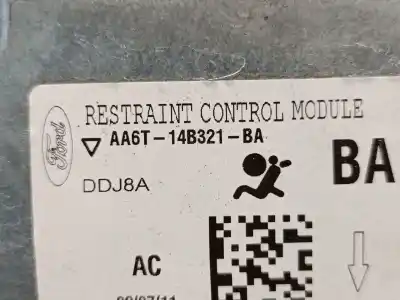 RESTRAINT CONTROL MODULE
Ford
AA6T-14B321-BA
BA
DDJ8A
AC